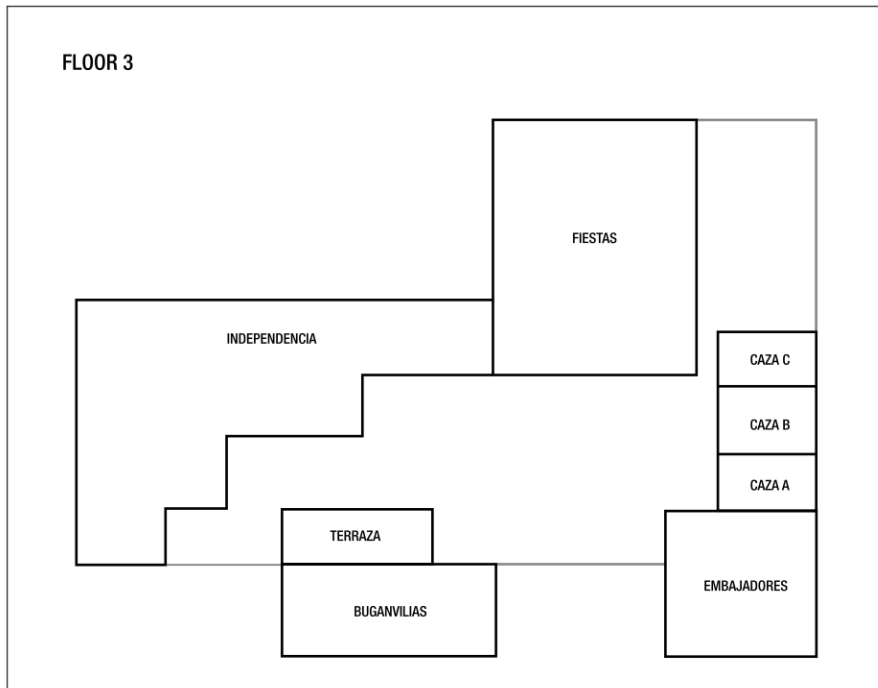 FLOOR 3
FIESTAS
INDEPENDENCIA
CAZA C
CAZA B
CAZA A
TERRAZA
EMBAJADORES
BUGANVILIAS